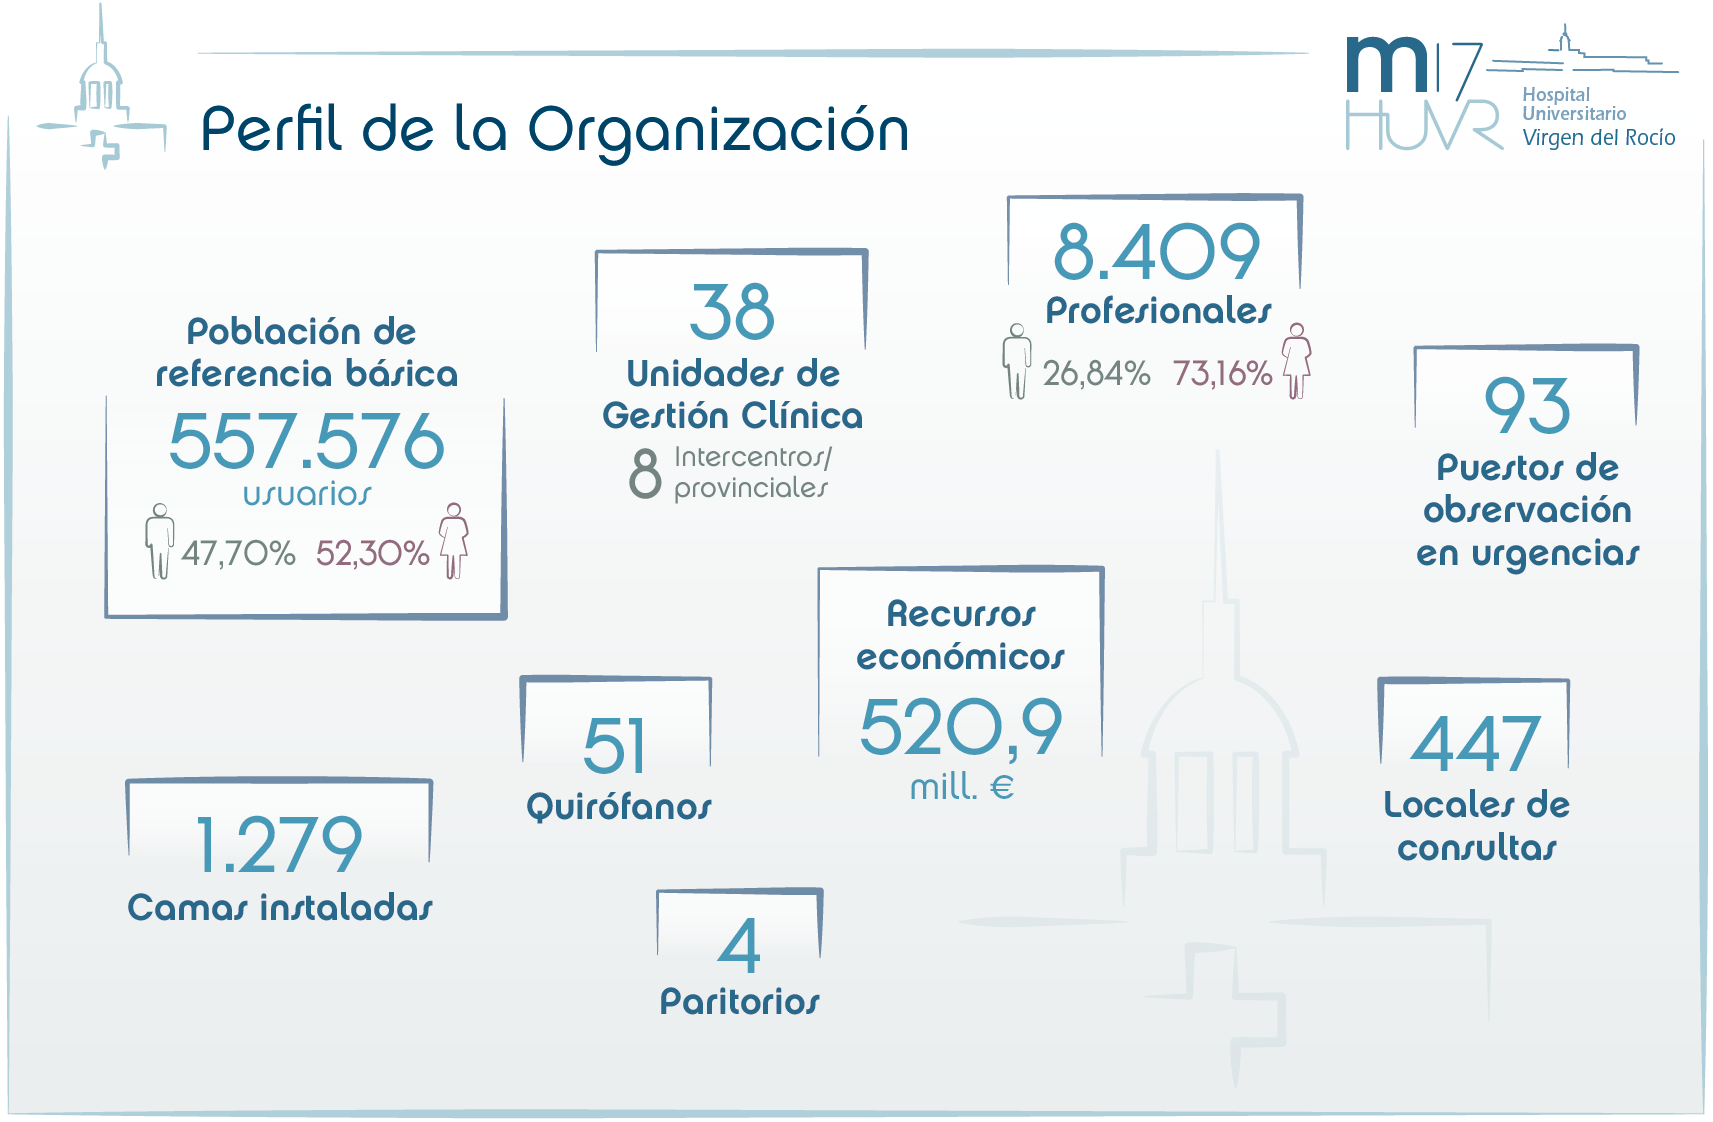 Perfil de la Organización
m17
HUVR
Hospital
Universitario
Virgen del Rocío
Población de
referencia básica
557.576
usuarios
47,70% 52,30%
38
Unidades de
Gestión Clínica
8 Intercentros/
provinciales
8.409
Profesionales
26,84% 73,16%
93
Puestos de
observación
en urgencias
1.279
Camas instaladas
51
Quirófanos
Recursos
económicos
520,9
mill. €
4
Paritorios
447
Locales de
consultas